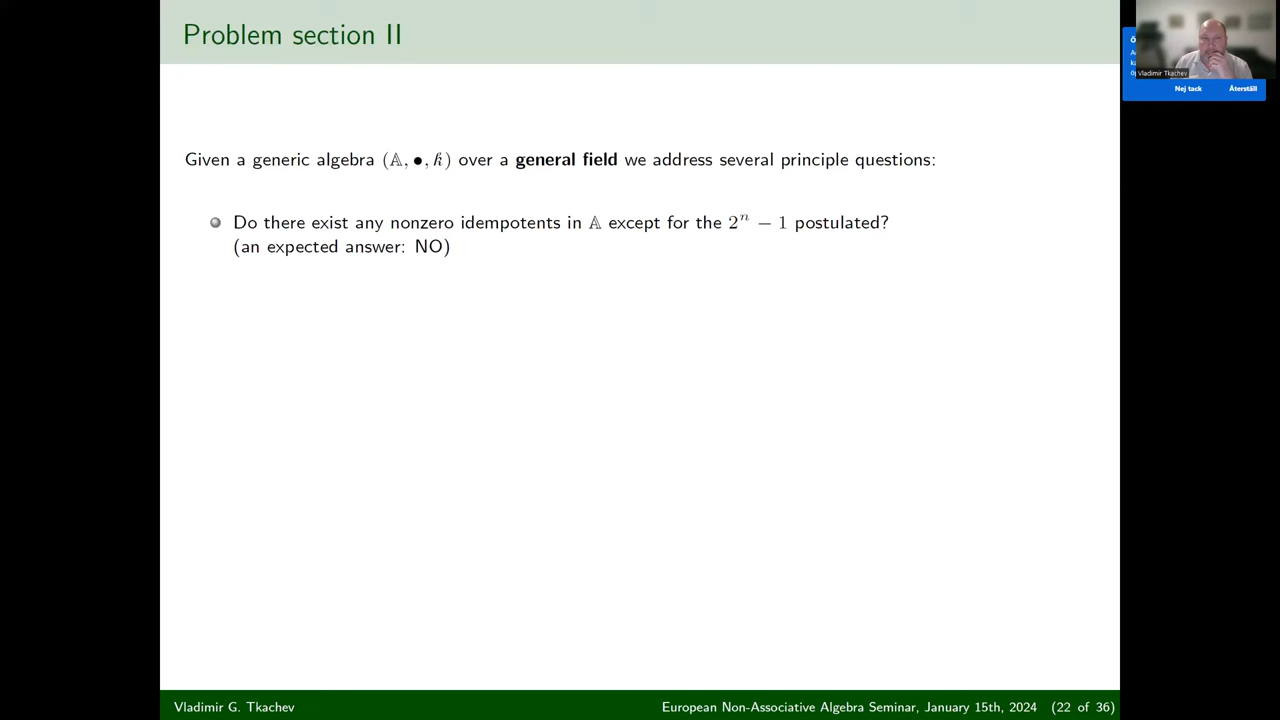 Problem section II
Given a generic algebra (𝔸, •, 𝑘) over a general field we address several principle questions:
Do there exist any nonzero idempotents in 𝔸 except for the 2ⁿ − 1 postulated?
(an expected answer: NO)
Vladimir G. Tkachev
European Non-Associative Algebra Seminar, January 15th, 2024 (22 of 36)
Vladimir Tkachev
Nej tack
Återställ